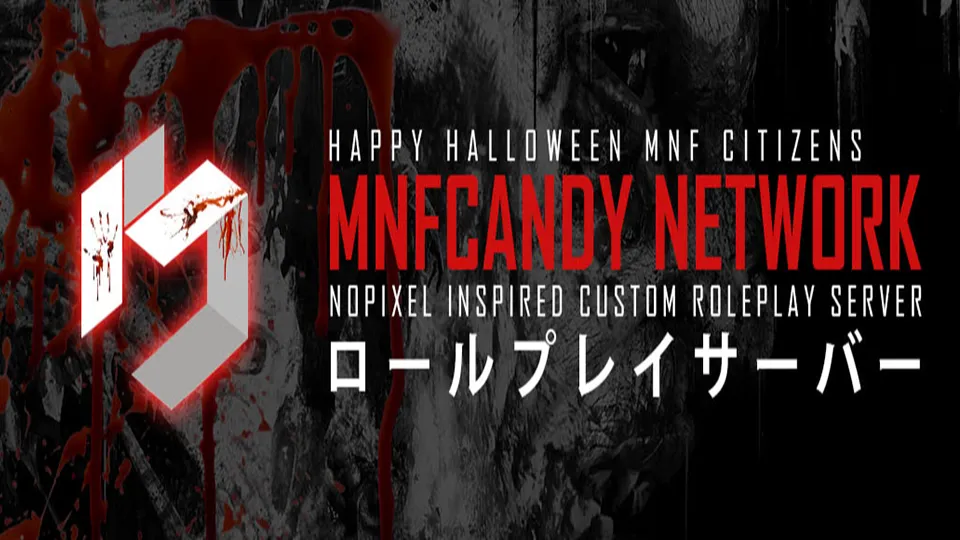 HAPPY HALLOWEEN MNF CITIZENS
MNFCANDY NETWORK
NOPIXEL INSPIRED CUSTOM ROLEPLAY SERVER
ロールプレイサーバー